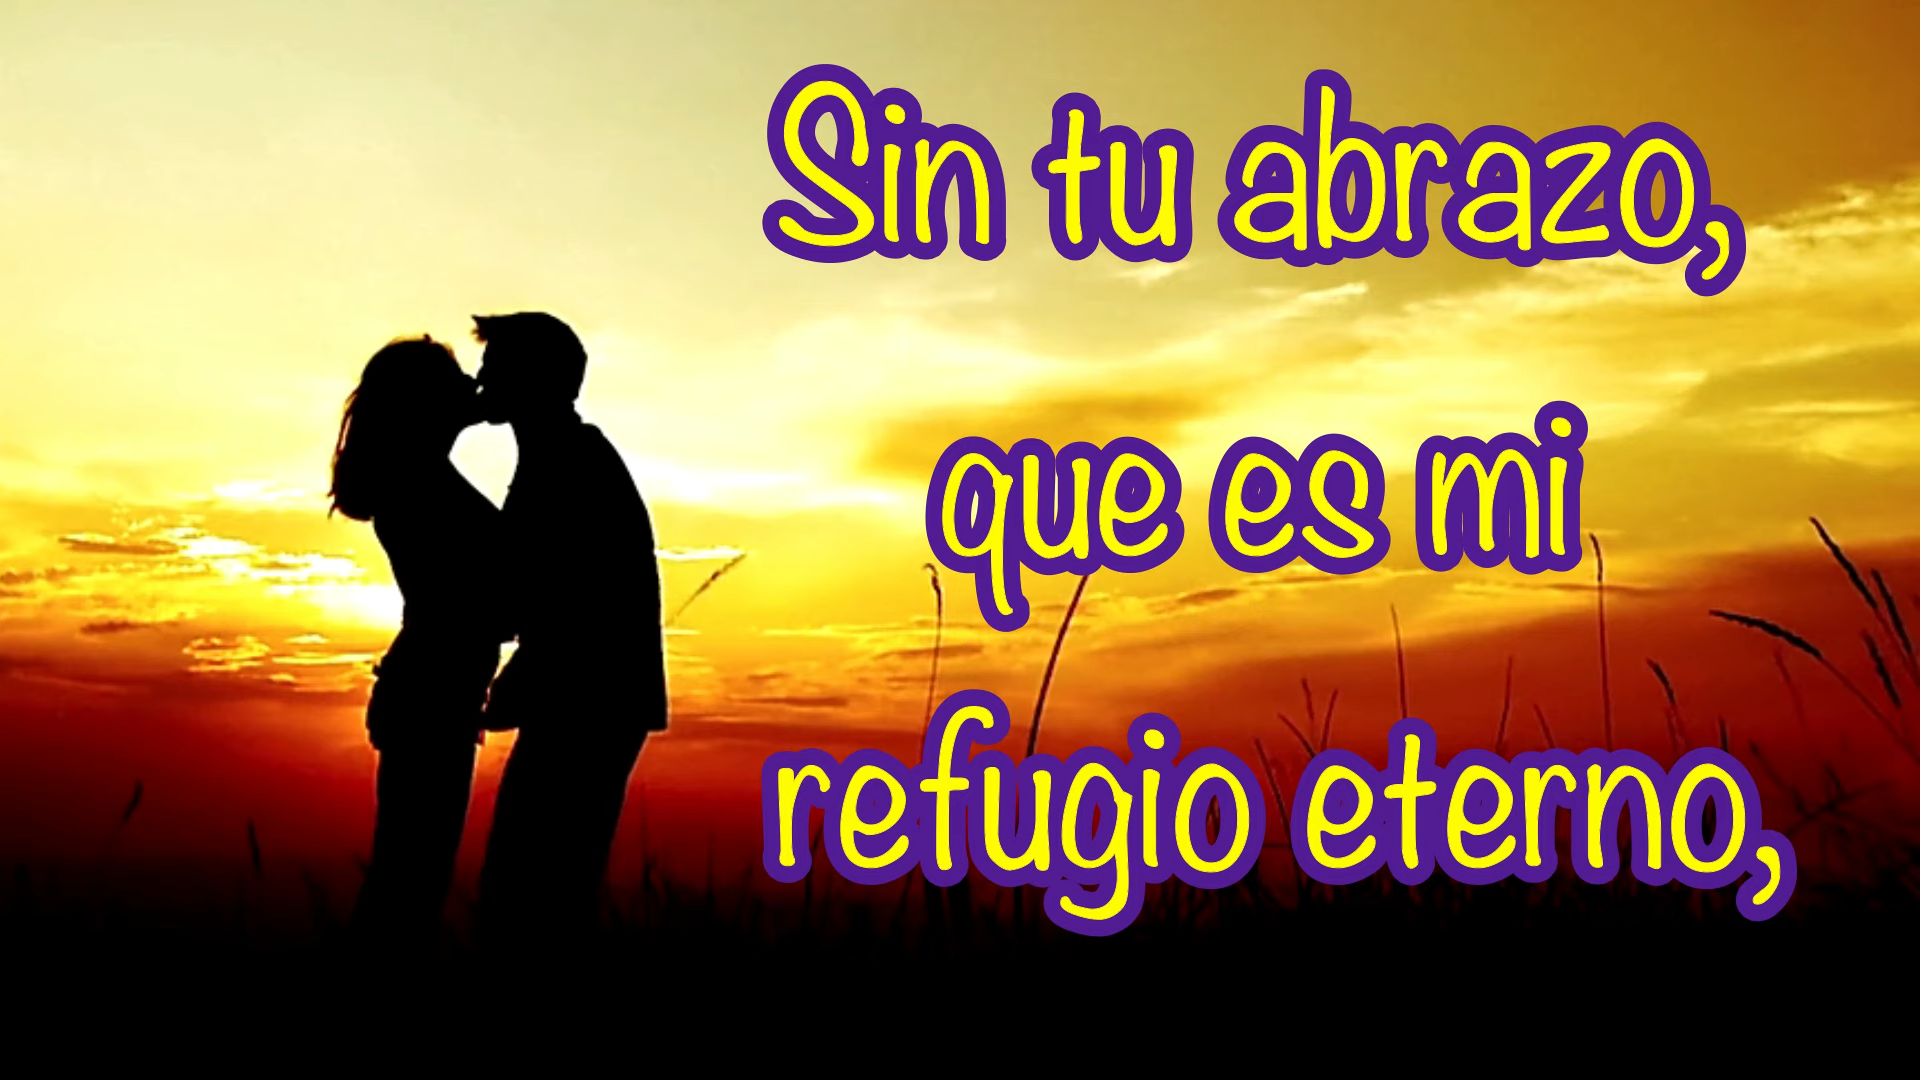 Sin tu abrazo,
que es mi
refugio eterno,